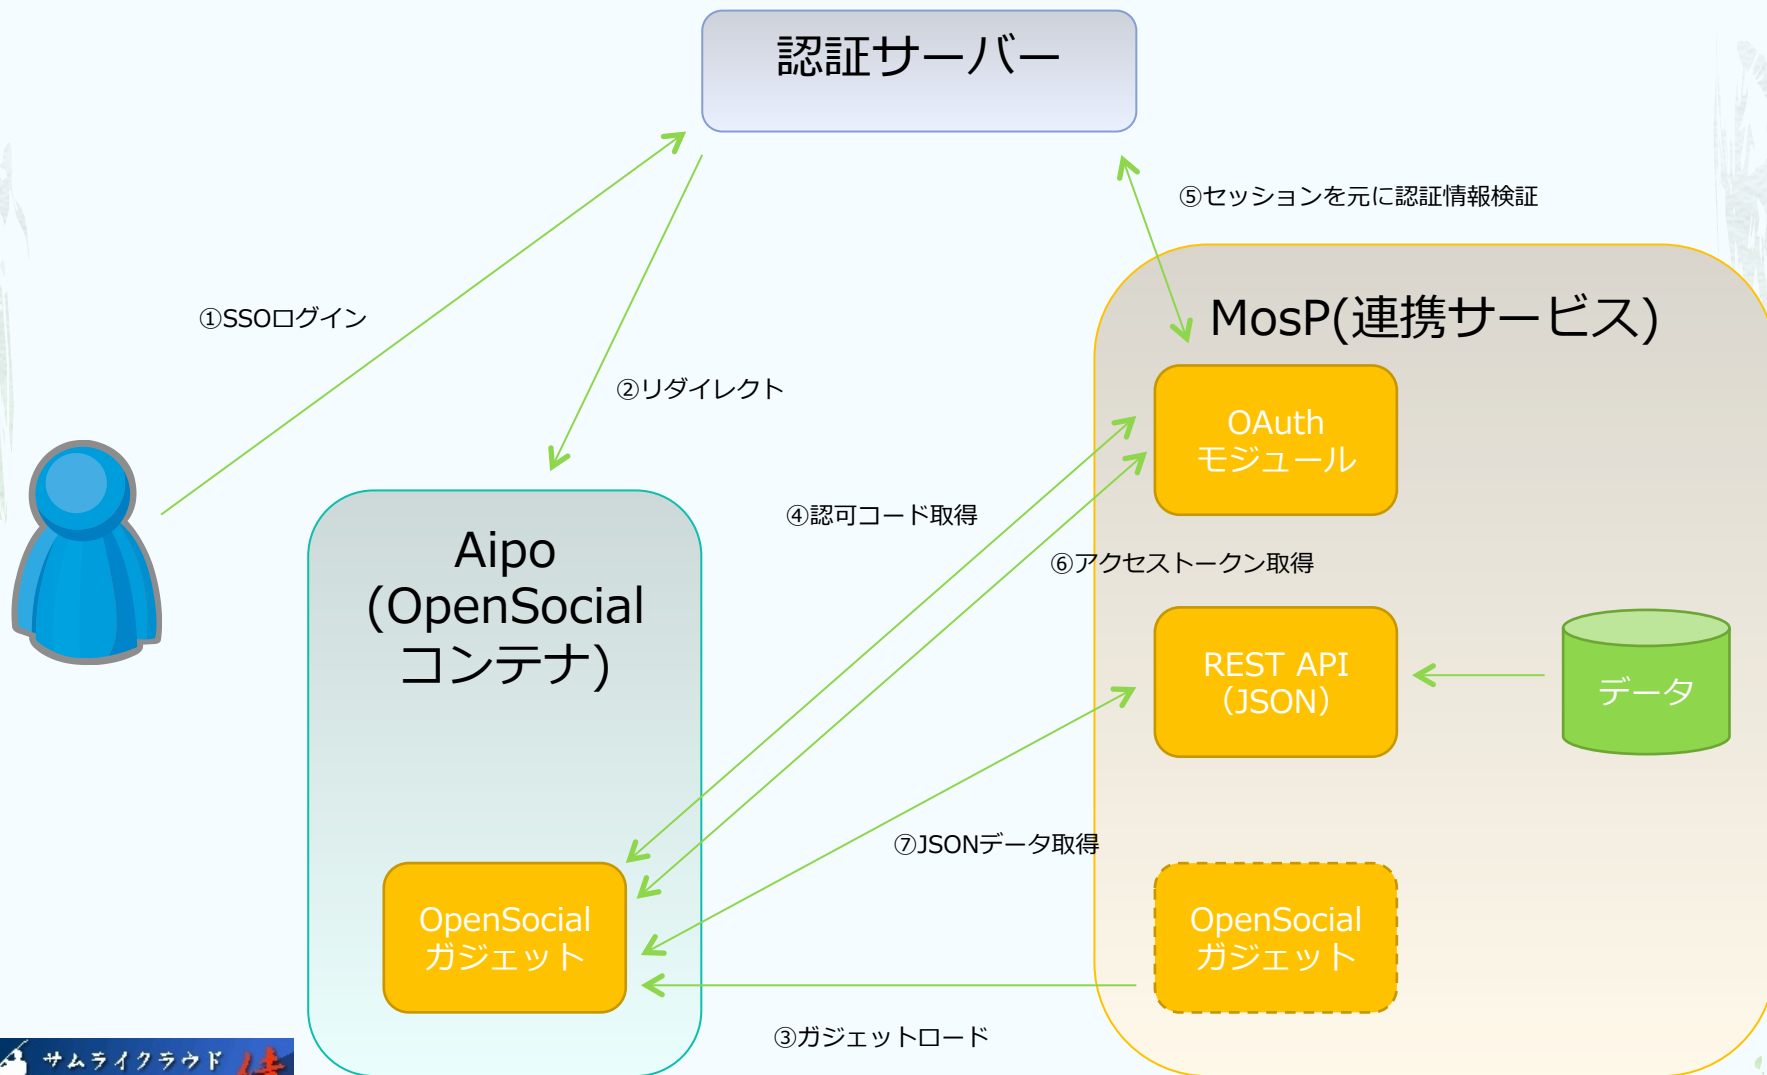 認証サーバー
⑤セッションを元に認証情報検証
MosP(連携サービス)
①SSOログイン
②リダイレクト
OAuth
モジュール
④認可コード取得
Aipo
(OpenSocial
コンテナ)
⑥アクセストークン取得
REST API
（JSON）
データ
⑦JSONデータ取得
OpenSocial
ガジェット
OpenSocial
ガジェット
③ガジェットロード
サムライクラウド
侍